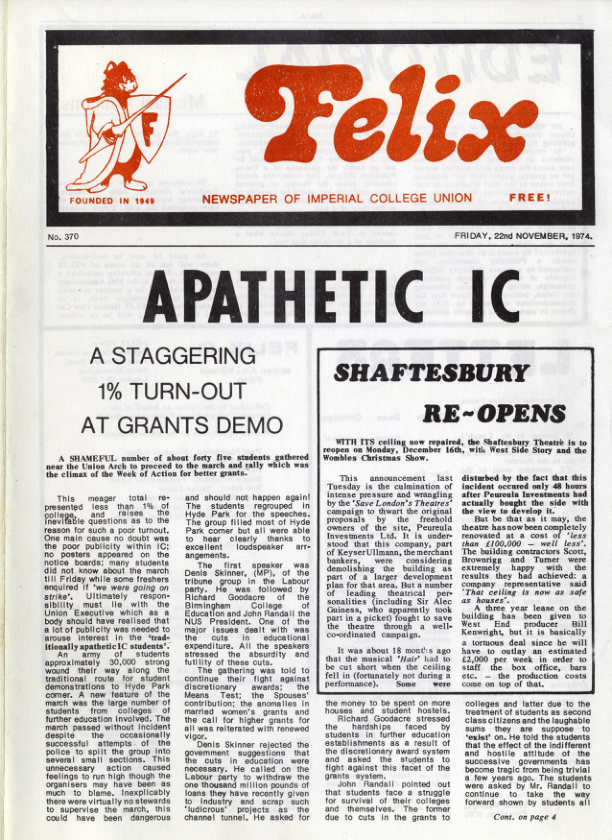 Felix
F
FOUNDED IN 1949
NEWSPAPER OF IMPERIAL COLLEGE UNION
FREE!
No. 370
FRIDAY, 22nd NOVEMBER, 1974.
APATHETIC IC
A STAGGERING
1% TURN-OUT
AT GRANTS DEMO
A SHAMEFUL number of about forty five students gathered
near the Union Arch to proceed to the march and rally which was
the climax of the Week of Action for better grants.
This meager total re-
presented less than 1% of
college, and raises the
inevitable questions as to the
reason for such a poor turnout.
One main cause no doubt was
the poor publicity within IC;
no posters appeared on the
notice boards; many students
did not know about the march
till Friday while some freshers
enquired if 'we were going on
strike'. Ultimately respon-
sibility must lie with the
Union Executive which as a
body should have realised that
a lot of publicity was needed to
arouse interest in the 'trad-
itionally apathetic IC students'.
An army of students
approximately 30,000 strong
wound their way along the
traditional route for student
demonstrations to Hyde Park
corner. A new feature of the
march was the large number of
students from colleges of
further education involved. The
march passed without incident
despite the occasionally
successful attempts of the
police to split the group into
several small sections. This
unnecessary action caused
feelings to run high though the
organisers may have been as
much to blame. Inexplicably
there were virtually no stewards
to supervise the march, this
could have been dangerous
and should not happen again!
The students regrouped in
Hyde Park for the speeches.
The group filled most of Hyde
Park corner but all were able
to hear clearly thanks to
excellent loudspeaker arr-
angements.
The first speaker was
Denis Skinner, (MP), of the
tribune group in the Labour
party. He was followed by
Richard Goodacre of the
Birmingham College of
Education and John Randall the
NUS President. One of the
major issues dealt with was
the cuts in educational
expenditure. All the speakers
stressed the absurdity and
futility of these cuts.
The gathering was told to
continue their fight against
discretionary awards; the
Means Test; the Spouses'
contribution; the anomalies in
married women's grants and
the call for higher grants for
all was reiterated with renewed
vigor.
Denis Skinner rejected the
government suggestions that
the cuts in education were
necessary. He called on the
Labour party to withdraw the
one thousand million pounds of
loans they have recently given
to industry and scrap such
'ludicrous' projects as the
channel tunnel. He asked for
SHAFTESBURY
RE-OPENS
WITH ITS ceiling now repaired, the Shaftesbury Theatre is to
reopen on Monday, December 16th, with West Side Story and the
Wombles Christmas Show.
This announcement last
Tuesday is the culmination of
intense pressure and wrangling
by the 'Save London's Theatres'
campaign to thwart the original
proposals by the freehold
owners of the site, Peureula
Investments Ltd. It is under-
stood that this company, part
of KeyserUllmann, the merchant
bankers, were considering
demolishing the building as
part of a larger development
plan for that area. But a number
of leading theatrical per-
sonalities (including Sir Alec
Guiness, who apparently took
part in a picket) fought to save
the theatre through a well-
co-ordinated campaign.
It was about 18 months ago
that the musical 'Hair' had to
be cut short when the ceiling
fell in (fortunately not during a
performance). Some were
disturbed by the fact that this
incident occured only 48 hours
after Peureula Investments had
actually bought the side with
the view to develop it.
But be that as it may, the
theatre has now been completely
renovated at a cost of 'less
than £100,000 - well less'.
The building contractors Scott,
Brownrigg and Turner were
extremely happy with the
results they had achieved: a
company representative said
'That ceiling is now as safe
as houses'.
A three year lease on the
building has been given to
West End producer Bill
Kenwright, but it is basically
a tortuous deal since he will
have to outlay an estimated
£2,000 per week in order to
staff the box office, bars
etc. — the production costs
come on top of that.
the money to be spent on more
houses and student hostels.
Richard Goodacre stressed
the hardships faced by
students in further education
establishments as a result of
the discretionary award system
and asked the students to
fight against this facet of the
grants system.
John Randall pointed out
that students face a struggle
for survival of their colleges
and themselves. The former
due to cuts in the grants to
colleges and latter due to the
treatment of students as second
class citizens and the laughable
sums they are suppose to
'exist' on. He told the students
that the effect of the indifferent
and hostile attitude of the
successive governments has
become tragic from being trivial
a few years ago. The students
were asked by Mr. Randall to
continue to take the way
forward shown by students all
Cont. on page 4